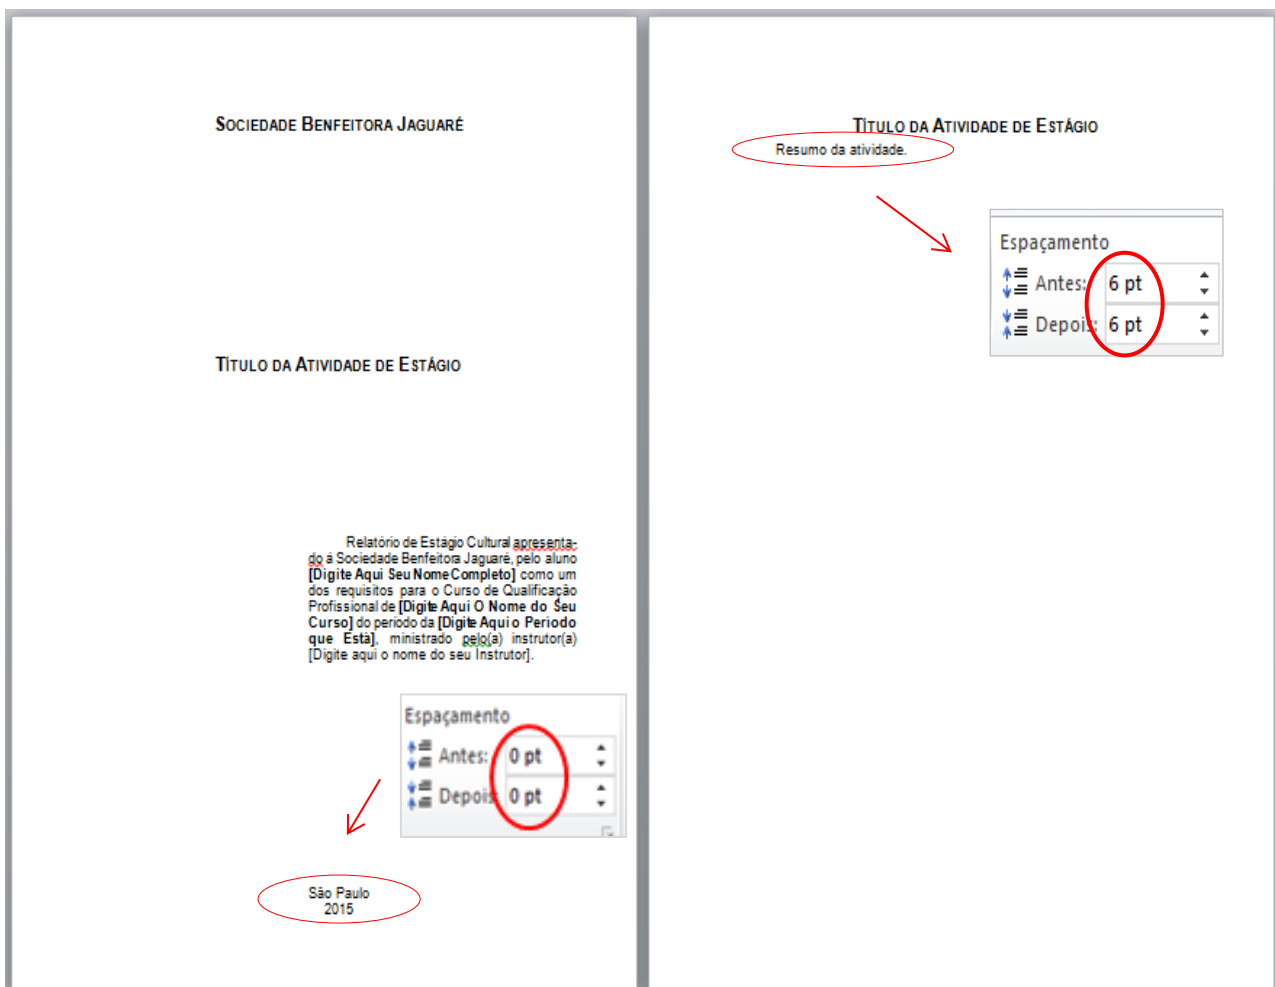 SOCIEDADE BENFEITORA JAGUARÉ
TÍTULO DA ATIVIDADE DE ESTÁGIO
Relatório de Estágio Cultural apresenta-
do à Sociedade Benfeitora Jaguaré, pelo aluno
[Digite Aqui Seu Nome Completo] como um
dos requisitos para o Curso de Qualificação
Profissional de [Digite Aqui O Nome do Seu
Curso] do período da [Digite Aqui o Período
que Está], ministrado pelo(a) instrutor(a)
[Digite aqui o nome do seu Instrutor].
Espaçamento
Antes: 0 pt
Depois: 0 pt
São Paulo
2015
TÍTULO DA ATIVIDADE DE ESTÁGIO
Resumo da atividade.
Espaçamento
Antes: 6 pt
Depois: 6 pt